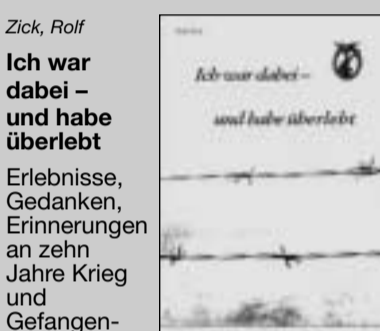 Zick, Rolf
Ich war
dabei –
und habe
überlebt
Erlebnisse,
Gedanken,
Erinnerungen
an zehn
Jahre Krieg
und
Gefangen-
Ich war dabei –
und habe überlebt